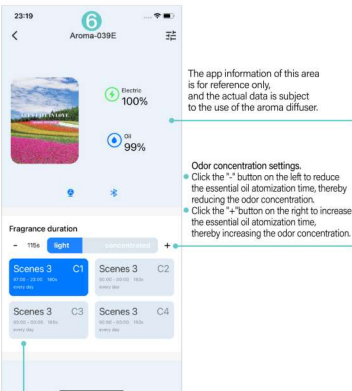 23:19
6
Aroma-039E
Electric
100%
Oil
99%
Fragrance duration
- 115s light concentrated +
Scenes 3 C1
every day
Scenes 3 C2
every day
Scenes 3 C3
every day
Scenes 3 C4
every day
The app information of this area
is for reference only,
and the actual data is subject
to the use of the aroma diffuser.
Odor concentration settings.
Click the "-" button on the left to reduce
the essential oil atomization time, thereby
reducing the odor concentration.
Click the "+"button on the right to increase
the essential oil atomization time,
thereby increasing the odor concentration.